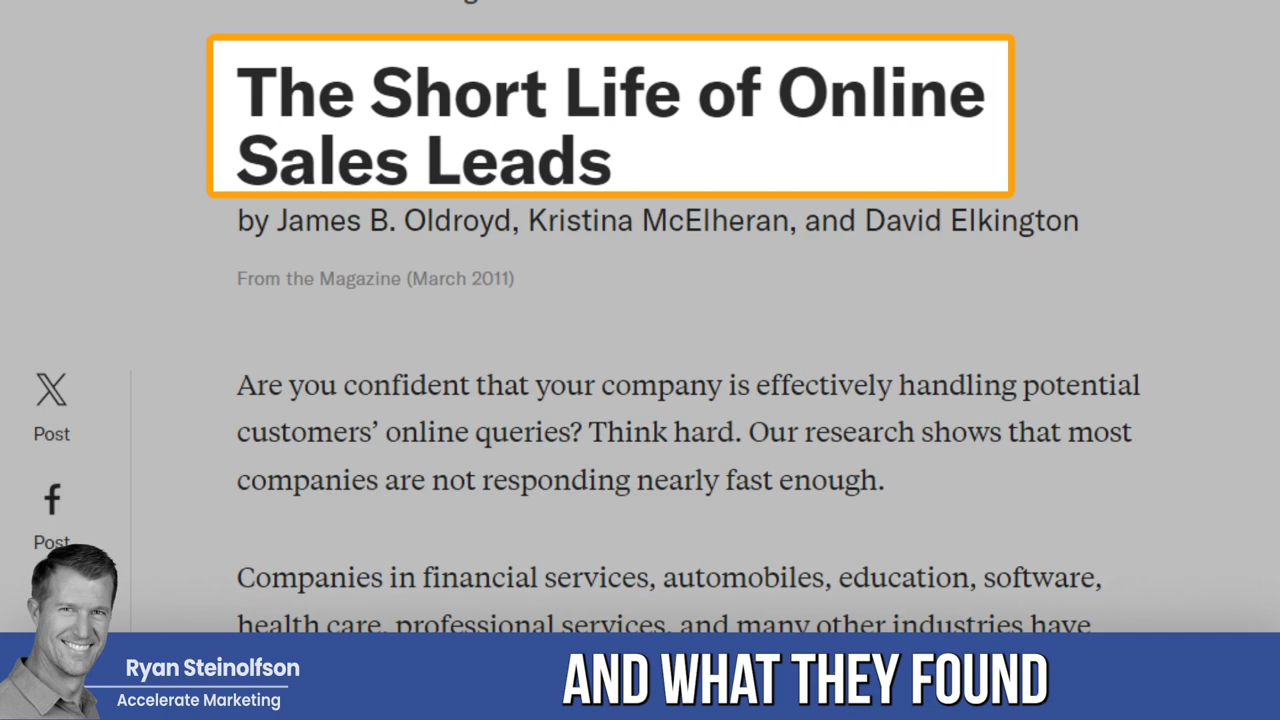 The Short Life of Online
Sales Leads
by James B. Oldroyd, Kristina McElheran, and David Elkington
From the Magazine (March 2011)
Are you confident that your company is effectively handling potential
customers’ online queries? Think hard. Our research shows that most
companies are not responding nearly fast enough.
Companies in financial services, automobiles, education, software,
health care, professional services, and many other industries have
Post
Post
Ryan Steinolfson
Accelerate Marketing
AND WHAT THEY FOUND